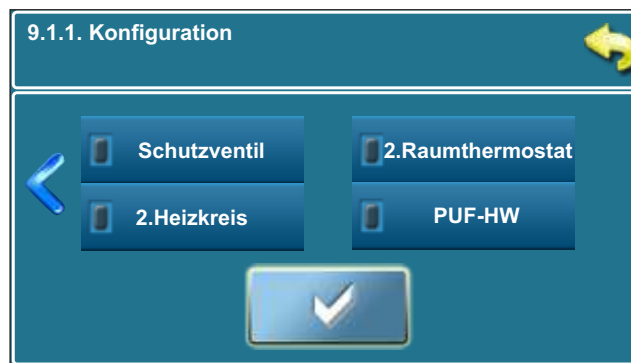 9.1.1. Konfiguration
Schutzventil
2.Raumthermostat
2.Heizkreis
PUF-HW